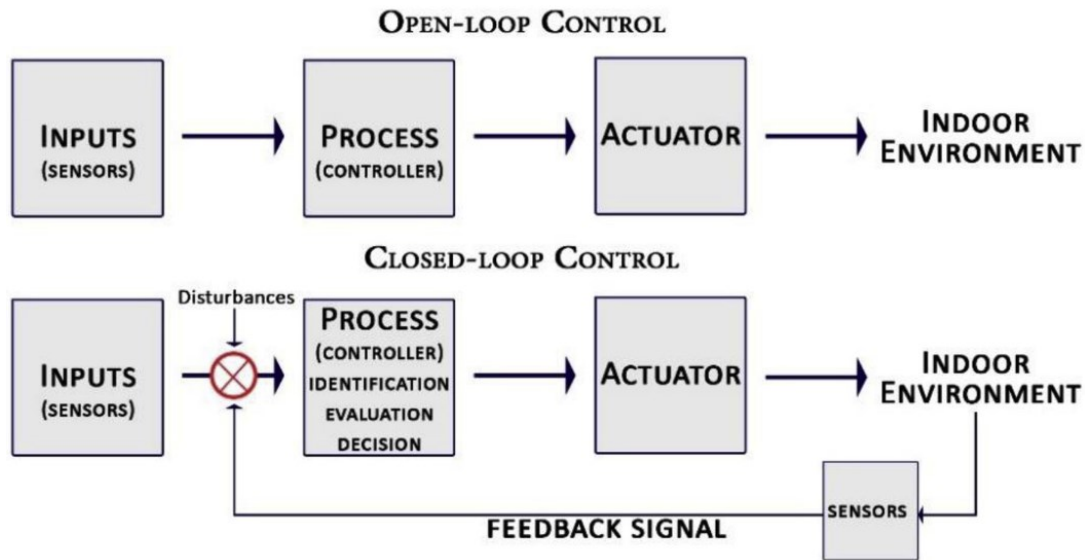 OPEN-LOOP CONTROL
INPUTS
(SENSORS)
PROCESS
(CONTROLLER)
ACTUATOR
INDOOR
ENVIRONMENT
CLOSED-LOOP CONTROL
Disturbances
INPUTS
(SENSORS)
PROCESS
(CONTROLLER)
IDENTIFICATION
EVALUATION
DECISION
ACTUATOR
INDOOR
ENVIRONMENT
SENSORS
FEEDBACK SIGNAL